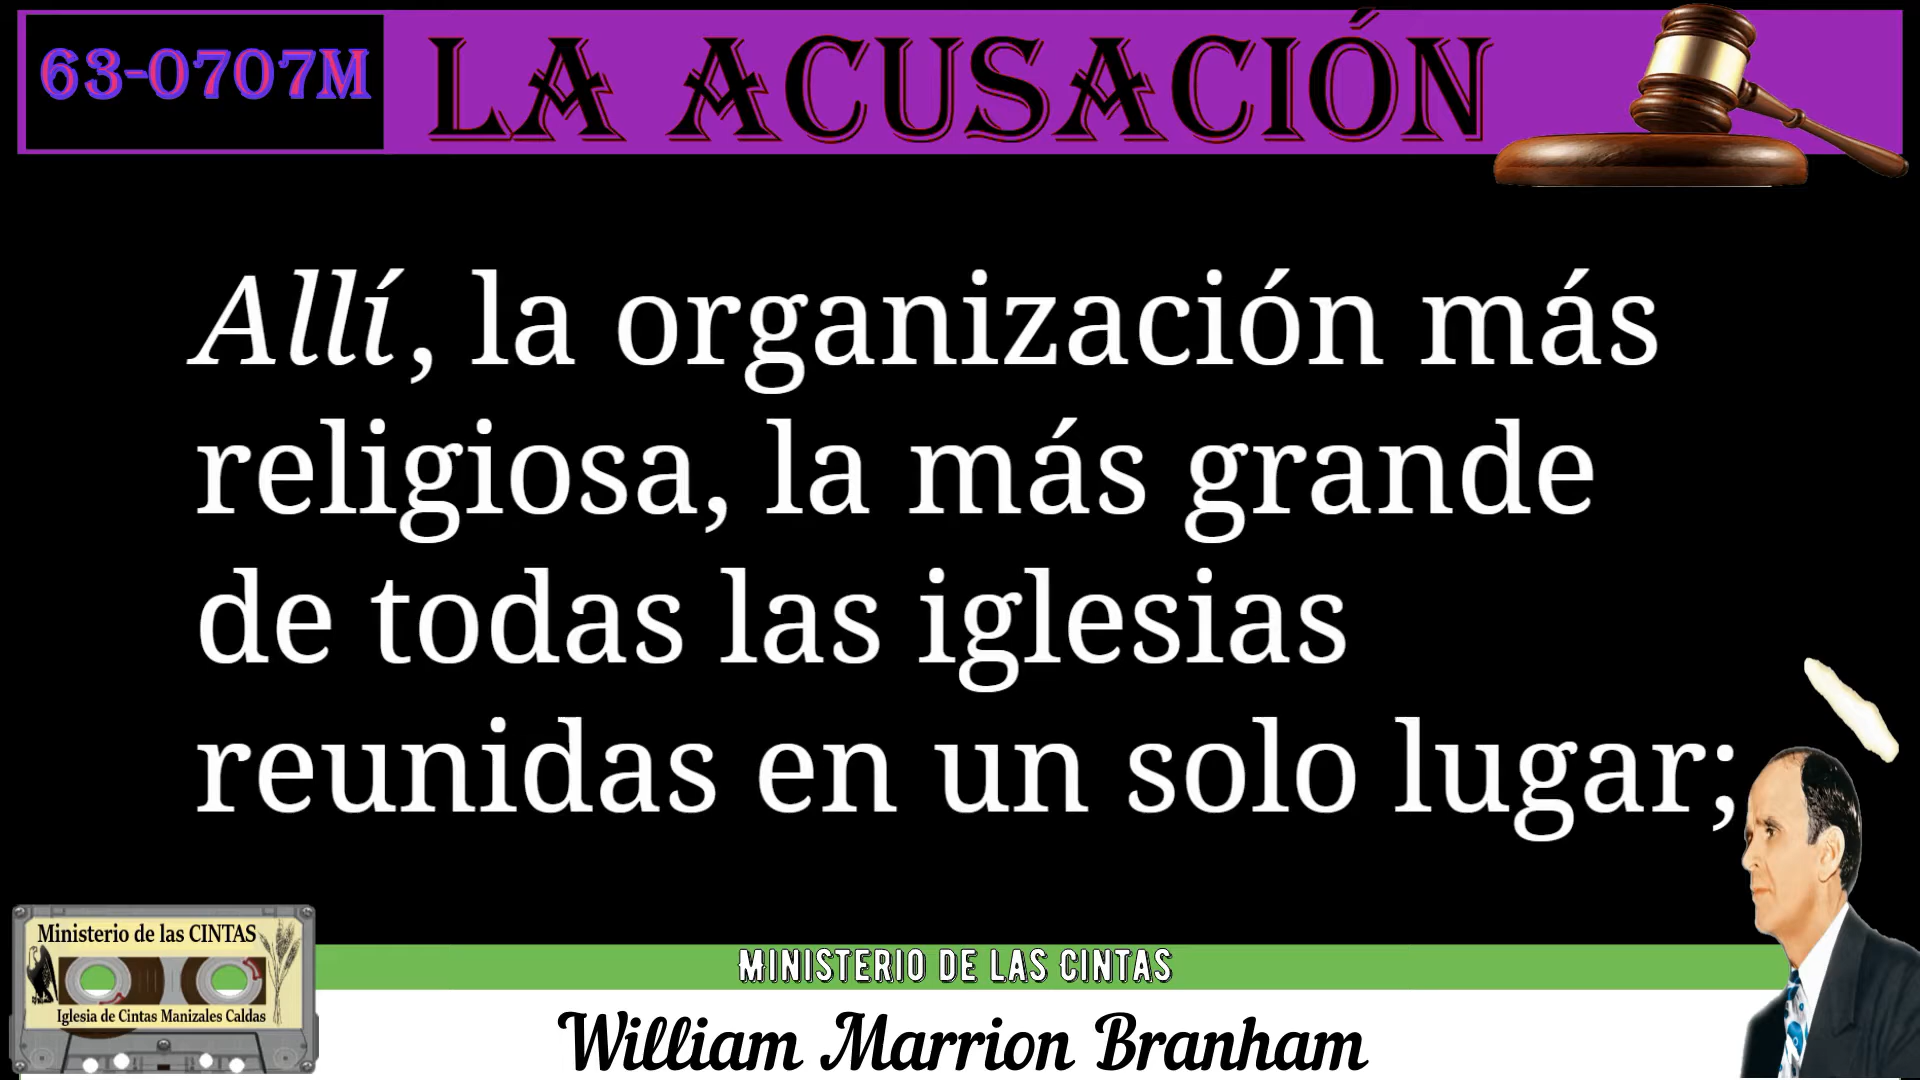 63-0707M
LA ACUSACIÓN
Allí, la organización más
religiosa, la más grande
de todas las iglesias
reunidas en un solo lugar;
Ministerio de las CINTAS
Iglesia de Cintas Manizales Caldas
MINISTERIO DE LAS CINTAS
William Marrion Branham